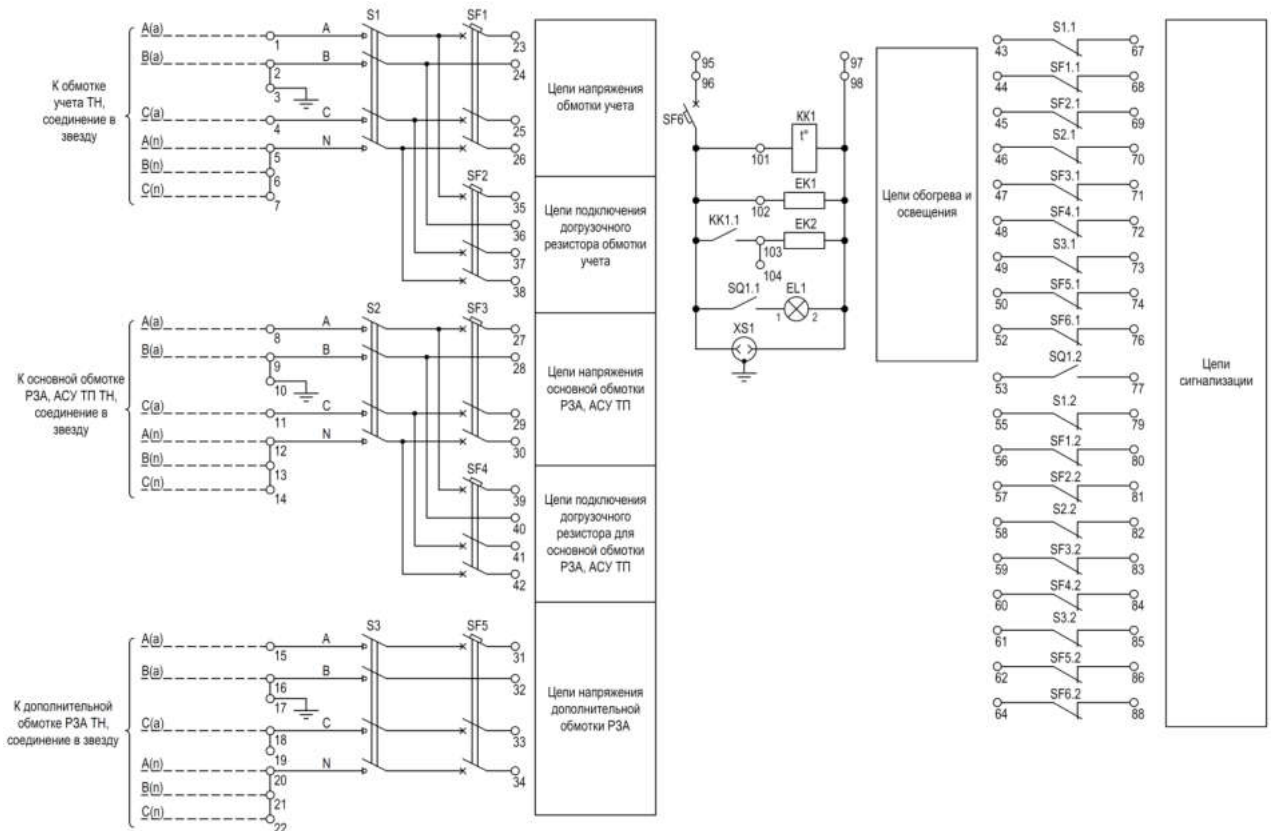 S1
SF1
A(a)
A
1
23
B(a)
B
2
24
3
К обмотке
учета ТН,
соединение в
звезду
C(a)
C
4
25
A(n)
N
5
26
B(n)
6
C(n)
7
Цепи напряжения
обмотки учета
SF2
35
36
37
38
Цепи подключения
догрузочного
резистора обмотки
учета
S2
SF3
A(a)
A
8
27
B(a)
B
9
28
10
К основной обмотке
РЗА, АСУ ТП ТН,
соединение в
звезду
C(a)
C
11
29
A(n)
N
12
30
B(n)
13
C(n)
14
Цепи напряжения
основной обмотки
РЗА, АСУ ТП
SF4
39
40
41
42
Цепи подключения
догрузочного
резистора для
основной обмотки
РЗА, АСУ ТП
S3
SF5
A(a)
A
15
31
B(a)
B
16
32
17
К дополнительной
обмотке РЗА ТН,
соединение в звезду
C(a)
C
18
33
19
A(n)
N
20
34
B(n)
21
C(n)
22
Цепи напряжения
дополнительной
обмотки РЗА
95
97
96
98
SF6
KK1
t°
101
EK1
102
KK1.1
EK2
103
104
SQ1.1
EL1
1
2
XS1
Цепи обогрева и
освещения
S1.1
43
67
SF1.1
44
68
SF2.1
45
69
S2.1
46
70
SF3.1
47
71
SF4.1
48
72
S3.1
49
73
SF5.1
50
74
SF6.1
52
76
SQ1.2
53
77
S1.2
55
79
SF1.2
56
80
SF2.2
57
81
S2.2
58
82
SF3.2
59
83
SF4.2
60
84
S3.2
61
85
SF5.2
62
86
SF6.2
64
88
Цепи
сигнализации